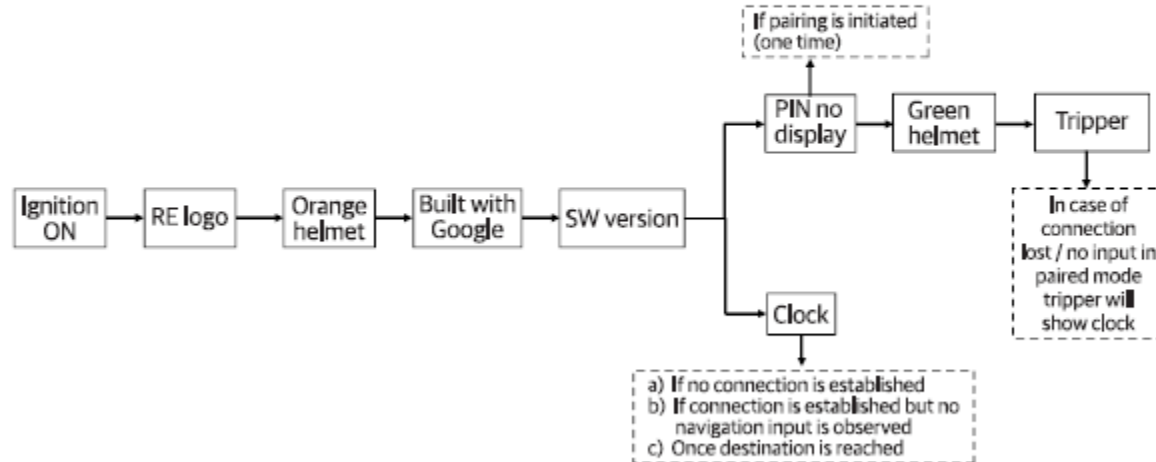 If pairing is initiated
(one time)
PIN no
display
Green
helmet
Tripper
Ignition
ON
RE logo
Orange
helmet
Built with
Google
SW version
In case of
connection
lost / no input in
paired mode
tripper will
show clock
Clock
a) If no connection is established
b) If connection is established but no
navigation input is observed
c) Once destination is reached